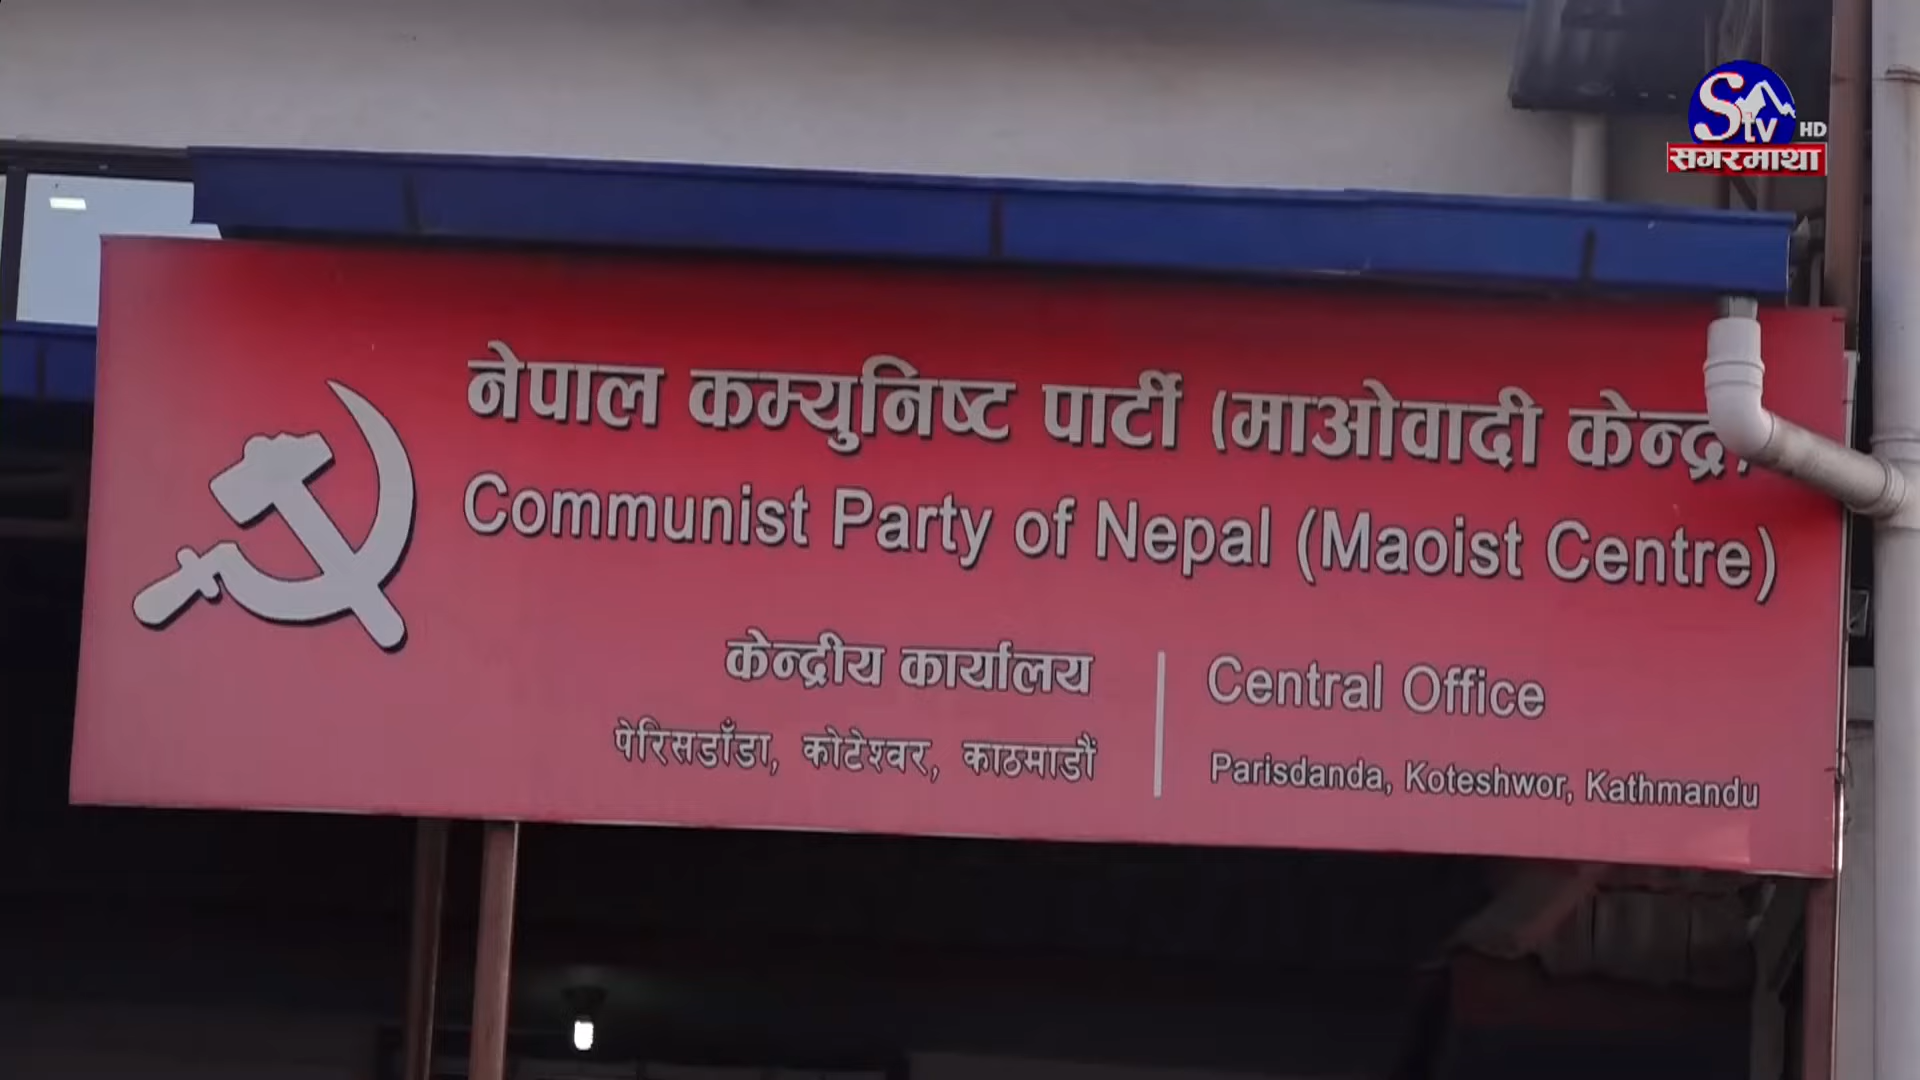 STV HD
सगरमाथा
नेपाल कम्युनिष्ट पार्टी (माओवादी केन्द्र)
Communist Party of Nepal (Maoist Centre)
केन्द्रीय कार्यालय
पेरिसडाँडा, कोटेश्वर, काठमाडौं
Central Office
Parisdanda, Koteshwor, Kathmandu